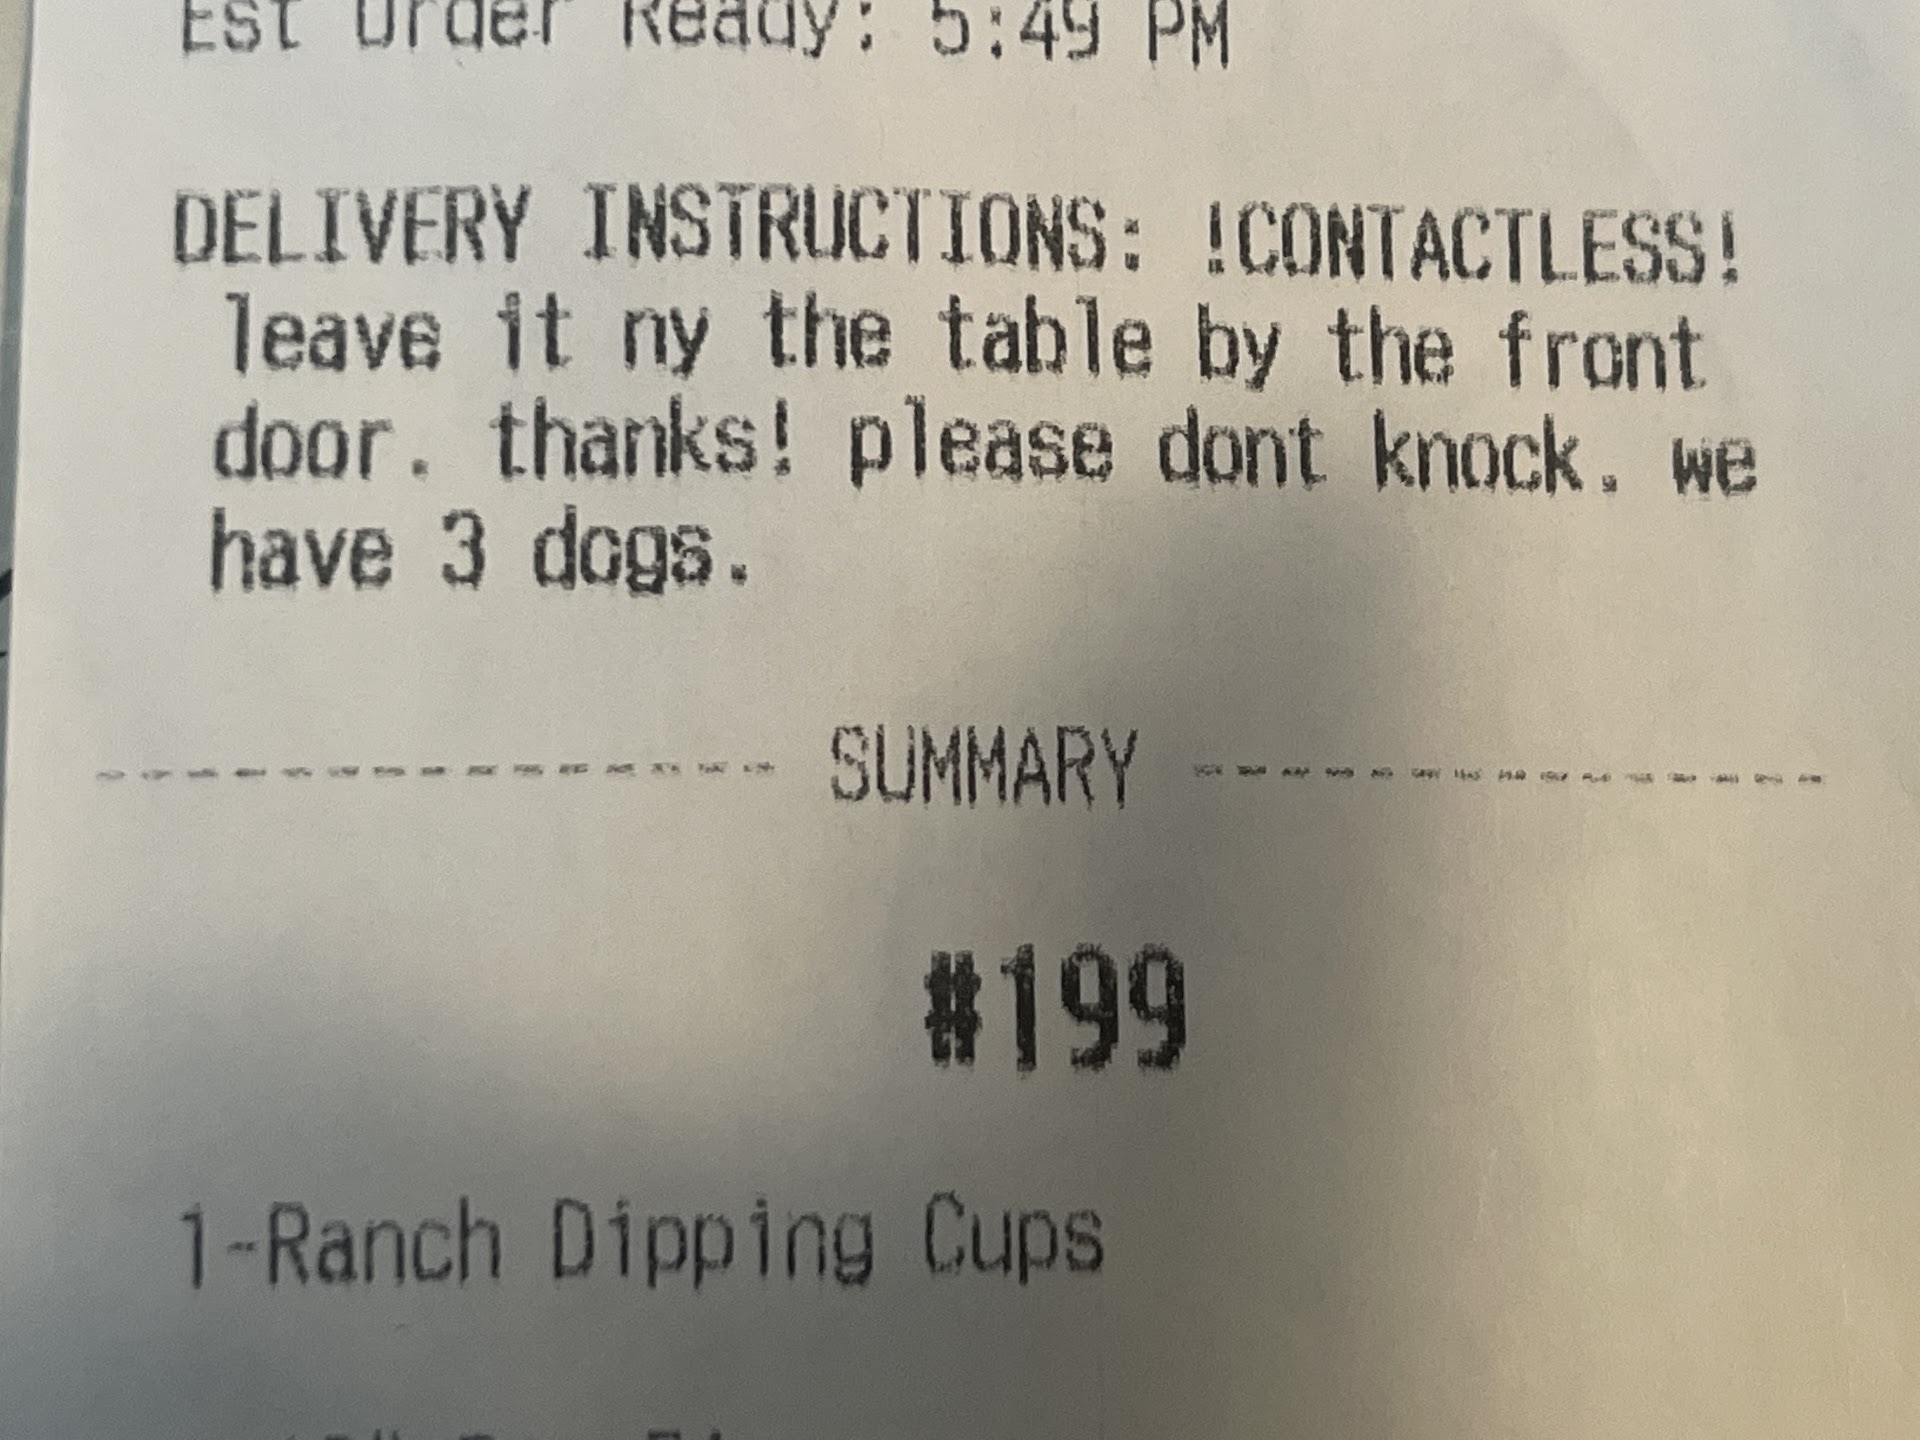 Est Order Ready: 5:49 PM
DELIVERY INSTRUCTIONS: !CONTACTLESS!
leave it ny the table by the front
door. thanks! please dont knock. we
have 3 dogs.
--------------- SUMMARY ---------------
#199
1-Ranch Dipping Cups